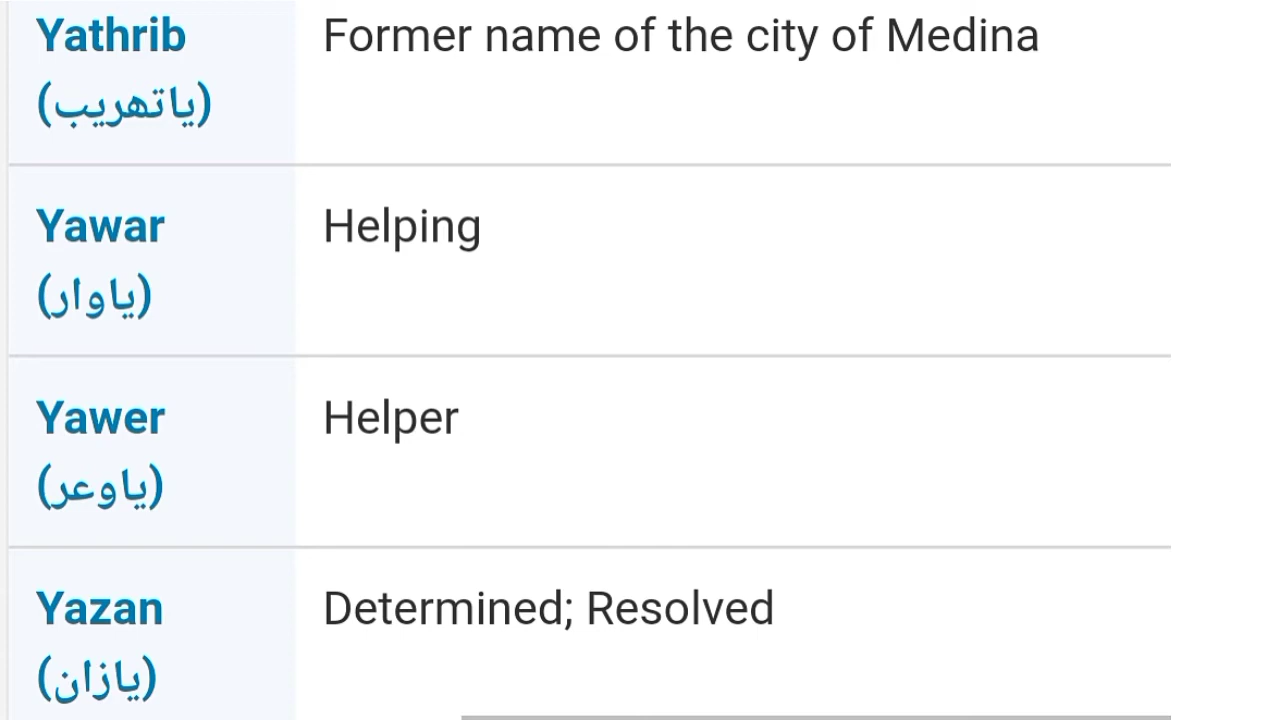 Yathrib Former name of the city of Medina
(ياتهريب)
Yawar Helping
(ياوار)
Yawer Helper
(ياوعر)
Yazan Determined; Resolved
(يازان)